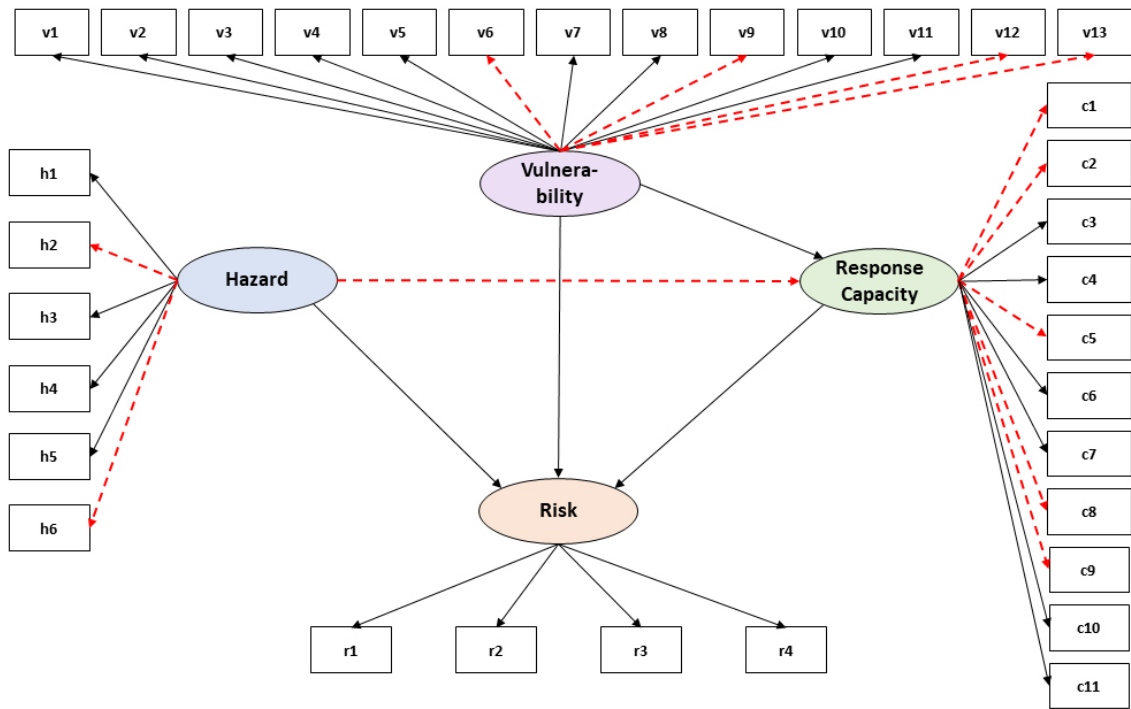 v1
v2
v3
v4
v5
v6
v7
v8
v9
v10
v11
v12
v13
c1
c2
c3
c4
c5
c6
c7
c8
c9
c10
c11
h1
h2
h3
h4
h5
h6
Vulnera-
bility
Hazard
Response
Capacity
Risk
r1
r2
r3
r4